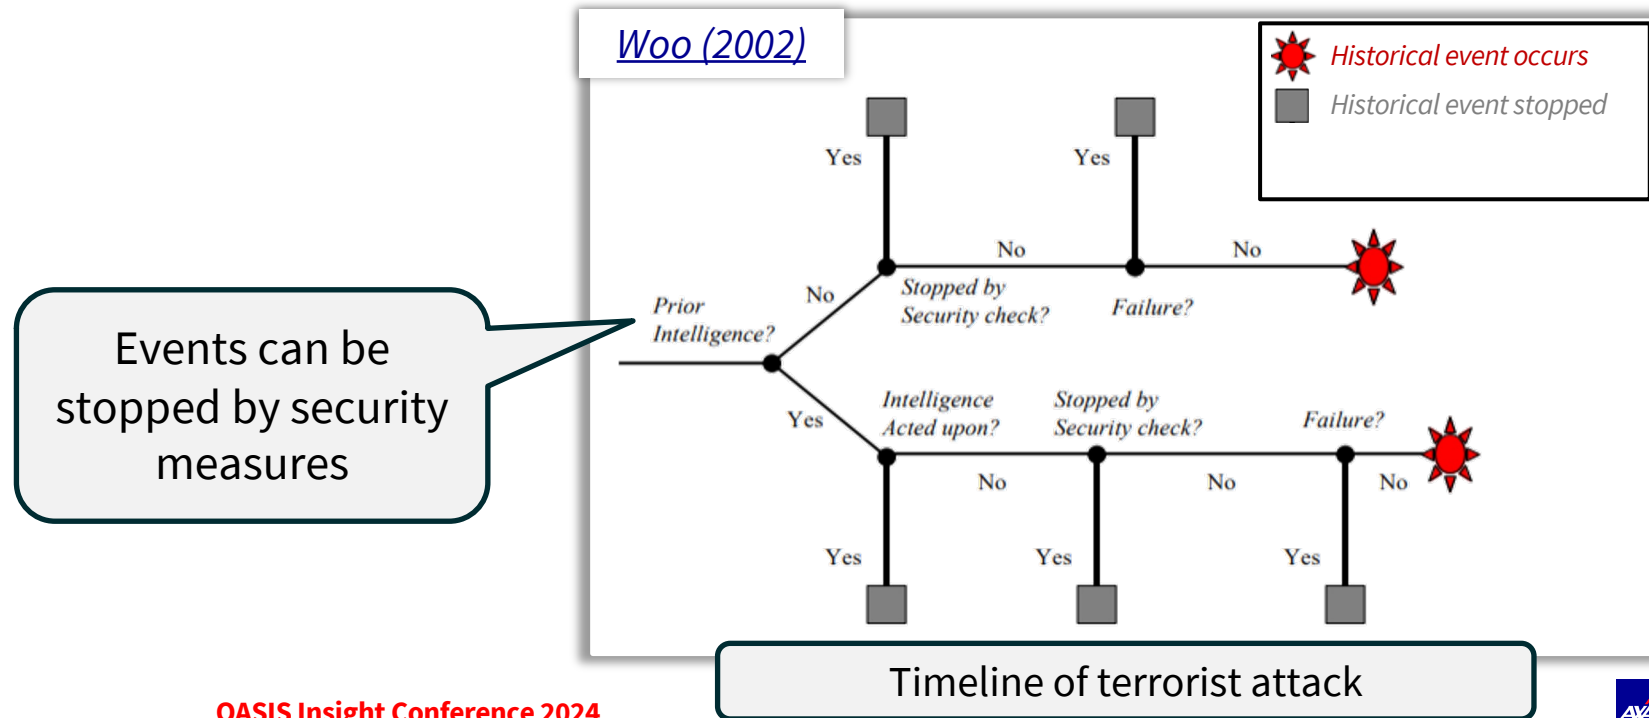 Woo (2002)
Historical event occurs
Historical event stopped
Yes
Yes
No
No
No
Stopped by
Security check?
Failure?
Prior
Intelligence?
Events can be
stopped by security
measures
Yes
Intelligence
Acted upon?
Stopped by
Security check?
Failure?
No
No
No
Yes
Yes
Yes
Timeline of terrorist attack
OASIS Insight Conference 2024